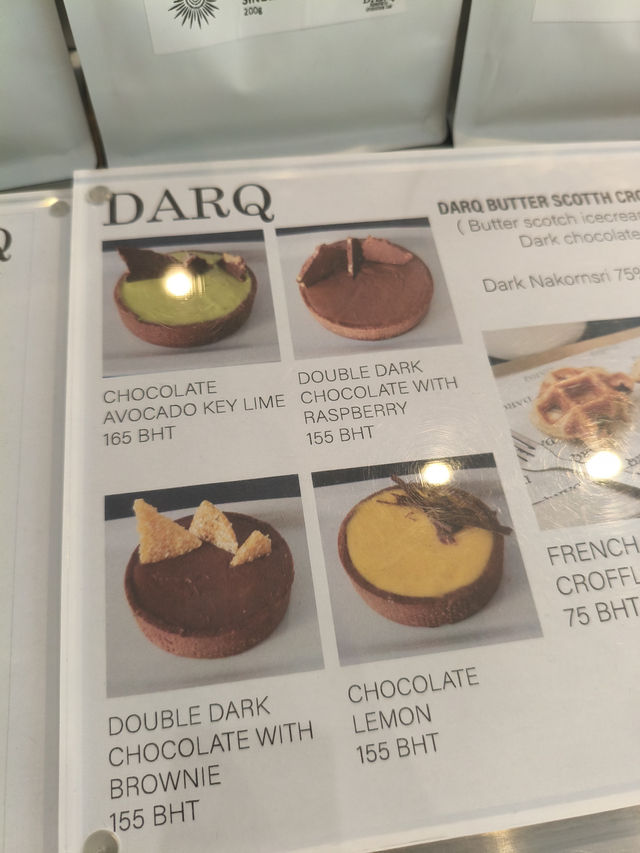 200g
DARQ
DARQ BUTTER SCOTTH CRO
( Butter scotch icecream
Dark chocolate
Dark Nakornsri 75%
CHOCOLATE
AVOCADO KEY LIME
165 BHT
DOUBLE DARK
CHOCOLATE WITH
RASPBERRY
155 BHT
DOUBLE DARK
CHOCOLATE WITH
BROWNIE
155 BHT
CHOCOLATE
LEMON
155 BHT
FRENCH
CROFFL
75 BHT